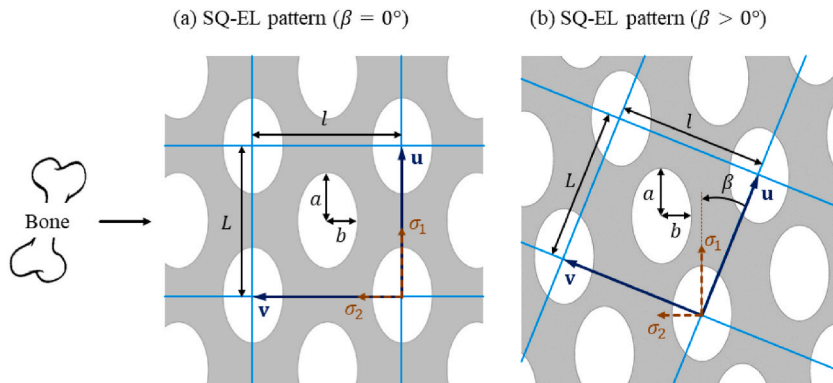 (a) SQ-EL pattern (β = 0°)
(b) SQ-EL pattern (β > 0°)
Bone
l
L
u
a
b
σ₁
σ₂
v
l
L
β
u
a
b
σ₁
v
σ₂